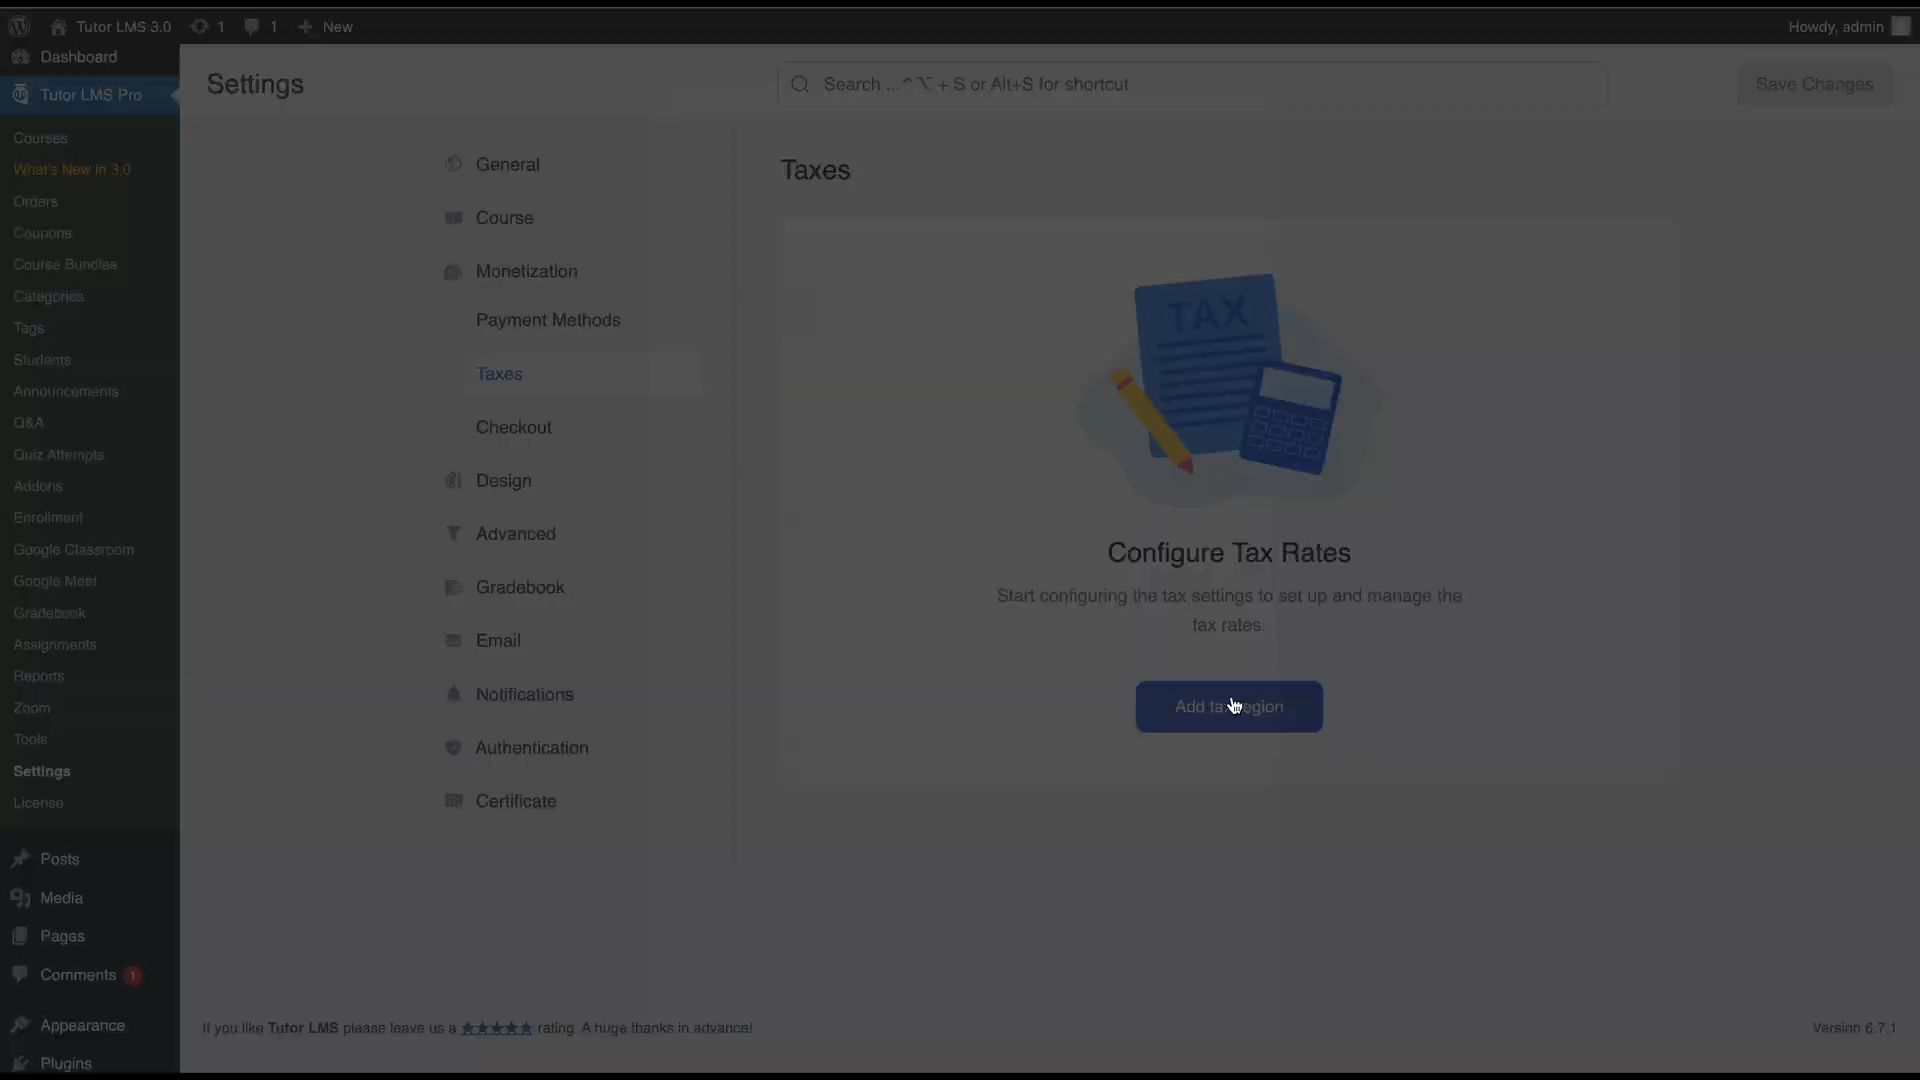 Tutor LMS 3.0 1 1 New
Howdy, admin
Dashboard
Tutor LMS Pro
Courses
What's New in 3.0
Orders
Coupons
Course Bundles
Categories
Tags
Students
Announcements
Q&A
Quiz Attempts
Addons
Enrollment
Google Classroom
Google Meet
Gradebook
Assignments
Reports
Zoom
Tools
Settings
License
Posts
Media
Pages
Comments 1
Appearance
Plugins
Settings
Search ...^⌥ + S or Alt+S for shortcut
Save Changes
General
Course
Monetization
Payment Methods
Taxes
Checkout
Design
Advanced
Gradebook
Email
Notifications
Authentication
Certificate
Taxes
TAX
Configure Tax Rates
Start configuring the tax settings to set up and manage the
tax rates.
Add tax region
If you like Tutor LMS please leave us a ★★★★★ rating. A huge thanks in advance!
Version 6.7.1